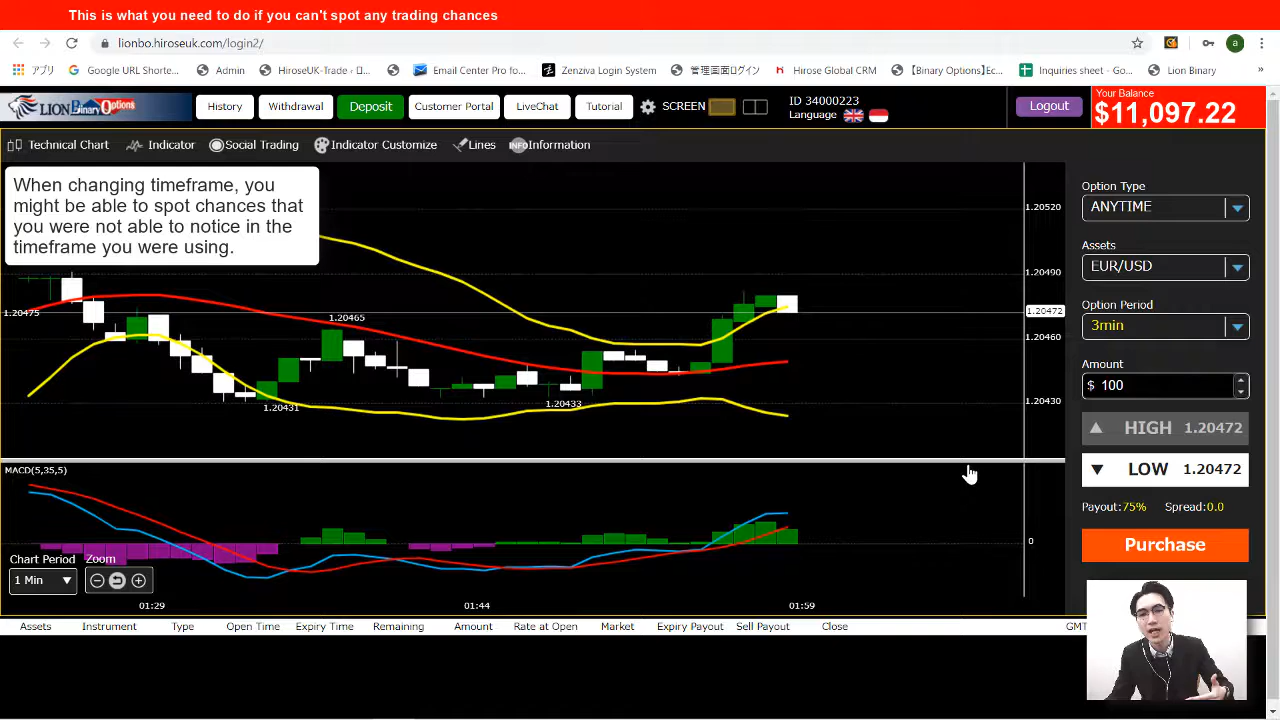 This is what you need to do if you can't spot any trading chances
lionbo.hiroseuk.com/login2/
a
アプリ Google URL Shorte... Admin HiroseUK-Trade‹ロ... Email Center Pro fo... Zenziva Login System 管理画面ログイン Hirose Global CRM 【Binary Options】Ec... Inquiries sheet - Go... Lion Binary »
LION Binary Options History Withdrawal Deposit Customer Portal LiveChat Tutorial SCREEN
ID 34000223
Language
Logout
Your Balance
$11,097.22
Technical Chart Indicator Social Trading Indicator Customize Lines INFO Information
When changing timeframe, you
might be able to spot chances that
you were not able to notice in the
timeframe you were using.
1.20520
1.20490
1.20475
1.20465
1.20472
1.20460
1.20431
1.20433
1.20430
Option Type
ANYTIME
Assets
EUR/USD
Option Period
3min
Amount
$ 100
HIGH 1.20472
LOW 1.20472
Payout:75% Spread:0.0
Purchase
MACD(5,35,5)
0
Chart Period Zoom
1 Min
01:29 01:44 01:59
Assets Instrument Type Open Time Expiry Time Remaining Amount Rate at Open Market Expiry Payout Sell Payout Close GMT